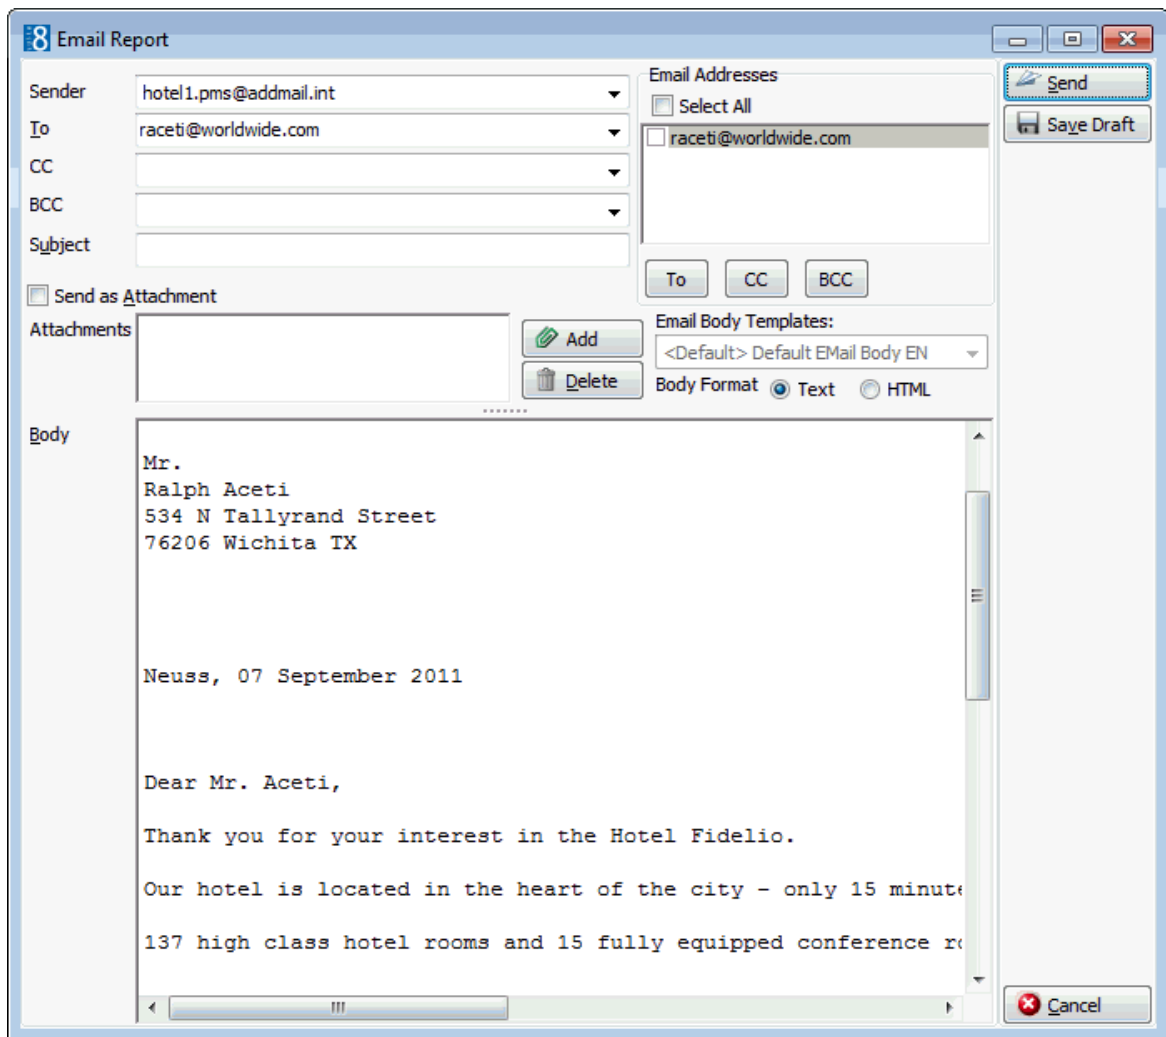 8 Email Report
Sender hotel1.pms@addmail.int
To raceti@worldwide.com
CC
BCC
Subject
Email Addresses
Select All
raceti@worldwide.com
To CC BCC
Send
Save Draft
Send as Attachment
Attachments
Add
Delete
Email Body Templates:
<Default> Default EMail Body EN
Body Format Text HTML
Body
Mr.
Ralph Aceti
534 N Tallyrand Street
76206 Wichita TX
Neuss, 07 September 2011
Dear Mr. Aceti,
Thank you for your interest in the Hotel Fidelio.
Our hotel is located in the heart of the city - only 15 minute
137 high class hotel rooms and 15 fully equipped conference
Cancel